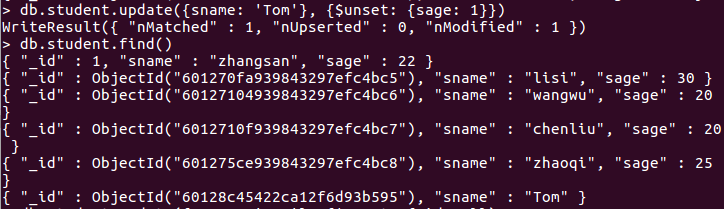 > db.student.update({sname: 'Tom'}, {$unset: {sage: 1}})
WriteResult({ "nMatched" : 1, "nUpserted" : 0, "nModified" : 1 })
> db.student.find()
{ "_id" : 1, "sname" : "zhangsan", "sage" : 22 }
{ "_id" : ObjectId("601270fa939843297efc4bc5"), "sname" : "lisi", "sage" : 30 }
{ "_id" : ObjectId("60127104939843297efc4bc6"), "sname" : "wangwu", "sage" : 20
}
{ "_id" : ObjectId("6012710f939843297efc4bc7"), "sname" : "chenliu", "sage" : 20
 }
{ "_id" : ObjectId("601275ce939843297efc4bc8"), "sname" : "zhaoqi", "sage" : 25
}
{ "_id" : ObjectId("60128c45422ca12f6d93b595"), "sname" : "Tom" }